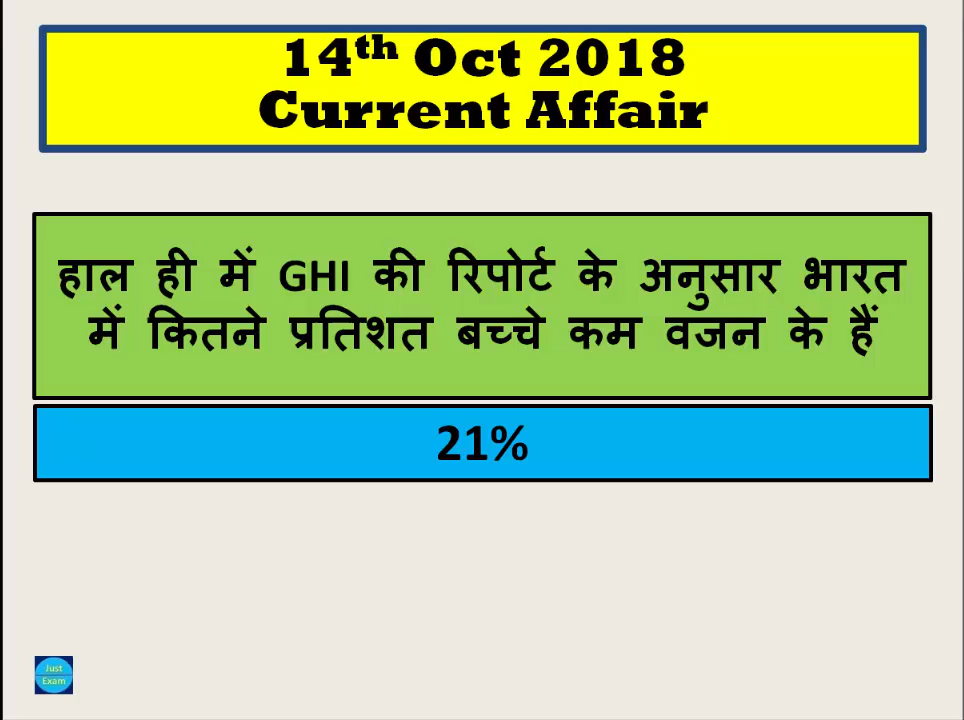 14th Oct 2018
Current Affair
हाल ही में GHI की रिपोर्ट के अनुसार भारत
में कितने प्रतिशत बच्चे कम वजन के हैं
21%
Just
Exam